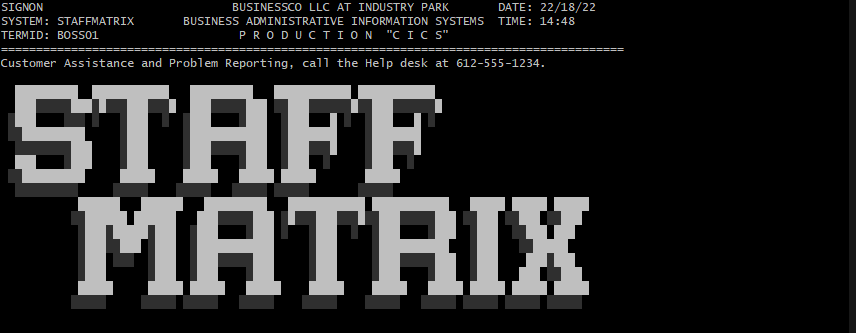 SIGNON BUSINESSCO LLC AT INDUSTRY PARK DATE: 22/18/22
SYSTEM: STAFFMATRIX BUSINESS ADMINISTRATIVE INFORMATION SYSTEMS TIME: 14:48
TERMID: BOSS01 P R O D U C T I O N "C I C S"
=========================================================================================
Customer Assistance and Problem Reporting, call the Help desk at 612-555-1234.
STAFF
MATRIX